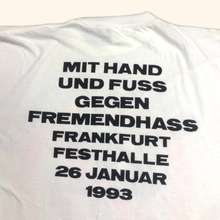 MIT HAND
UND FUSS
GEGEN
FREMENDHASS
FRANKFURT
FESTHALLE
26 JANUAR
1993